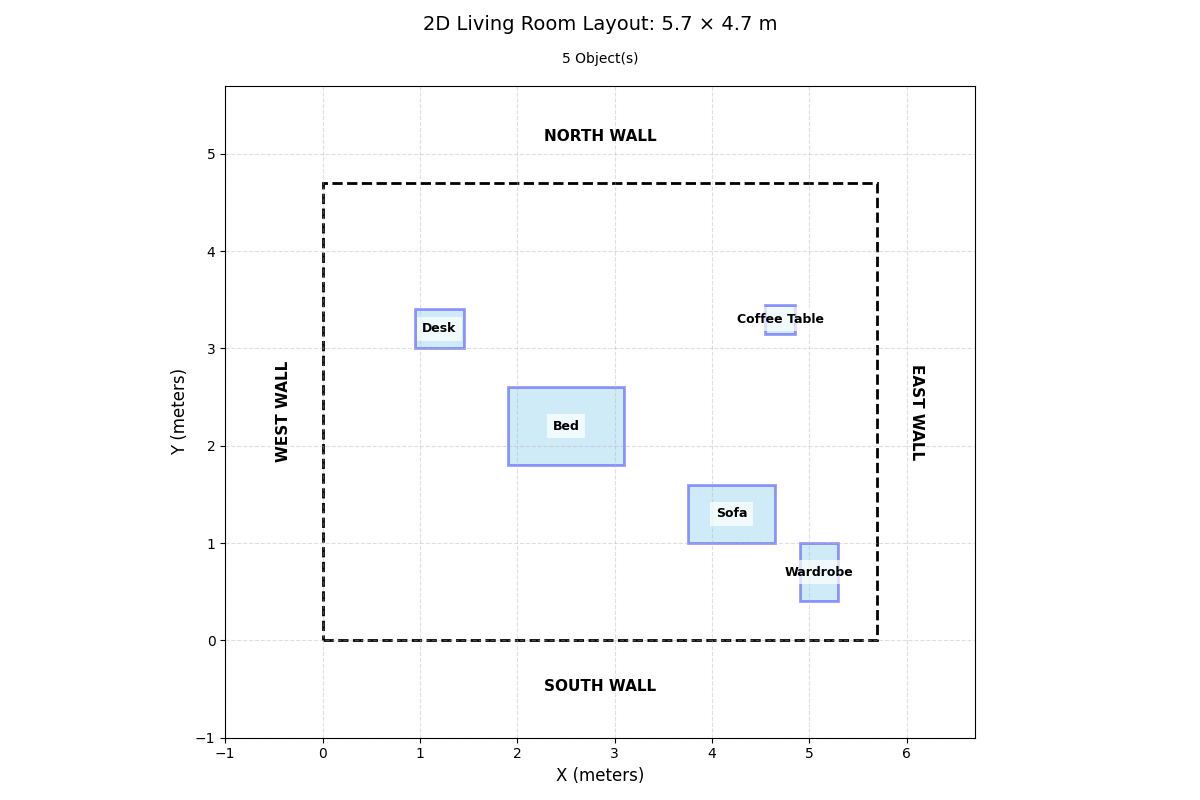 2D Living Room Layout: 5.7 × 4.7 m
5 Object(s)
NORTH WALL
5
4
3
2
1
0
−1
Y (meters)
WEST WALL
EAST WALL
Desk
Coffee Table
Bed
Sofa
Wardrobe
SOUTH WALL
−1
0
1
2
3
4
5
6
X (meters)